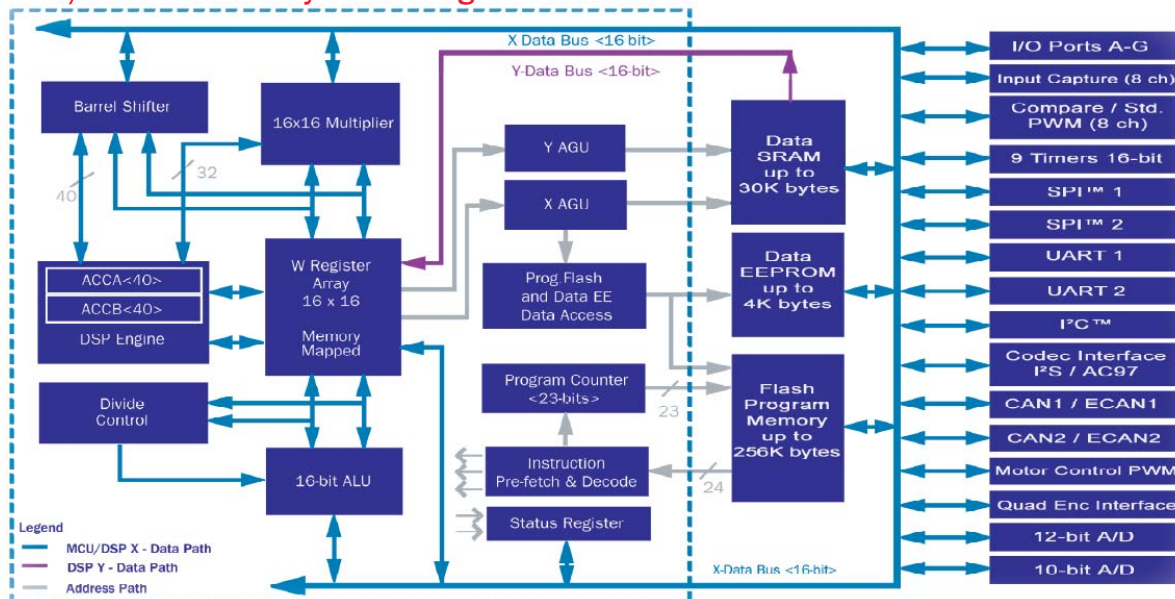 X Data Bus <16 bit>
Y-Data Bus <16-bit>
Barrel Shifter
16x16 Multiplier
40
32
Y AGU
X AGU
Data
SRAM
up to
30K bytes
ACCA<40>
ACCB<40>
DSP Engine
W Register
Array
16 x 16
Memory
Mapped
Prog.Flash
and Data EE
Data Access
Data
EEPROM
up to
4K bytes
Divide
Control
Program Counter
<23-bits>
23
Flash
Program
Memory
up to
256K bytes
16-bit ALU
Instruction
Pre-fetch & Decode
24
Status Register
X-Data Bus <16-bit>
Legend
MCU/DSP X - Data Path
DSP Y - Data Path
Address Path
I/O Ports A-G
Input Capture (8 ch)
Compare / Std.
PWM (8 ch)
9 Timers 16-bit
SPI™ 1
SPI™ 2
UART 1
UART 2
I²C™
Codec Interface
I²S / AC97
CAN1 / ECAN1
CAN2 / ECAN2
Motor Control PWM
Quad Enc Interface
12-bit A/D
10-bit A/D